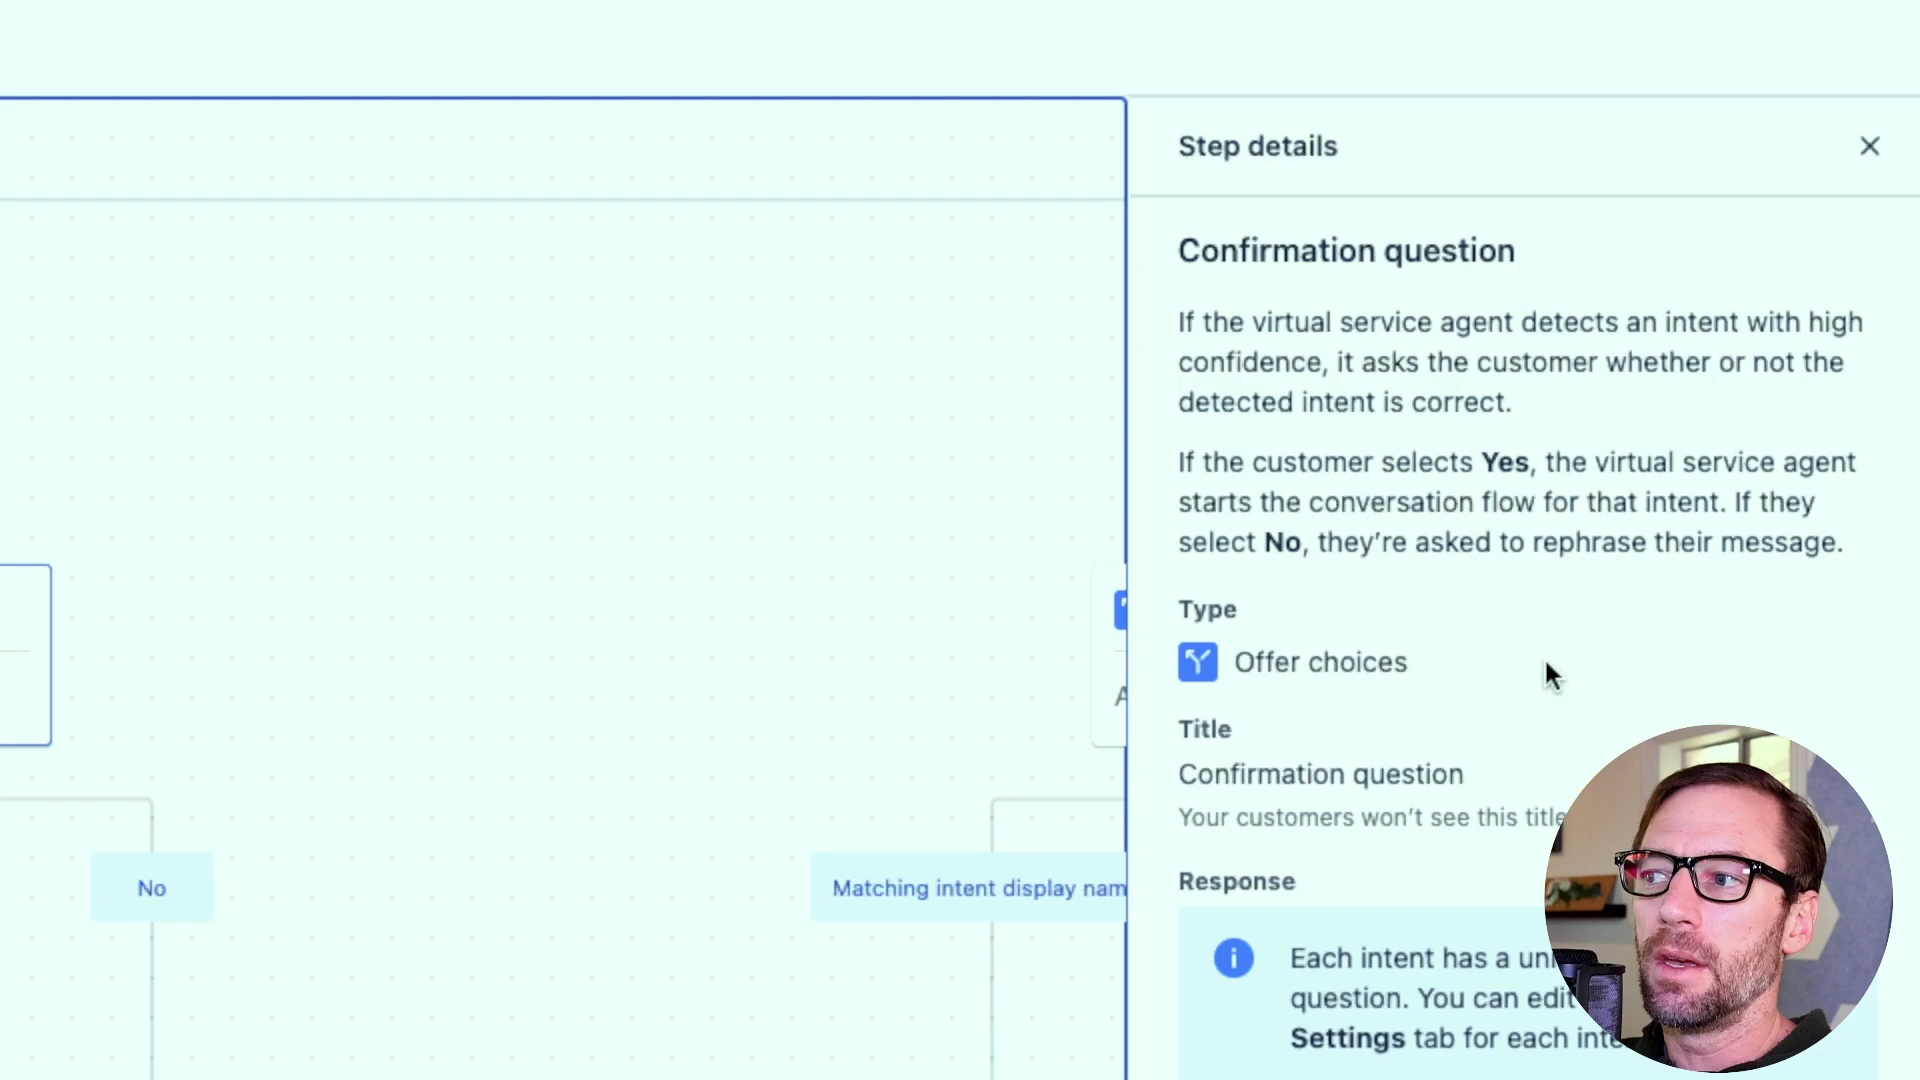 Step details
Confirmation question
If the virtual service agent detects an intent with high
confidence, it asks the customer whether or not the
detected intent is correct.
If the customer selects Yes, the virtual service agent
starts the conversation flow for that intent. If they
select No, they’re asked to rephrase their message.
Type
Offer choices
Title
Confirmation question
Your customers won’t see this title
Response
Each intent has a
question. You can edit
Settings tab for each
No
Matching intent display